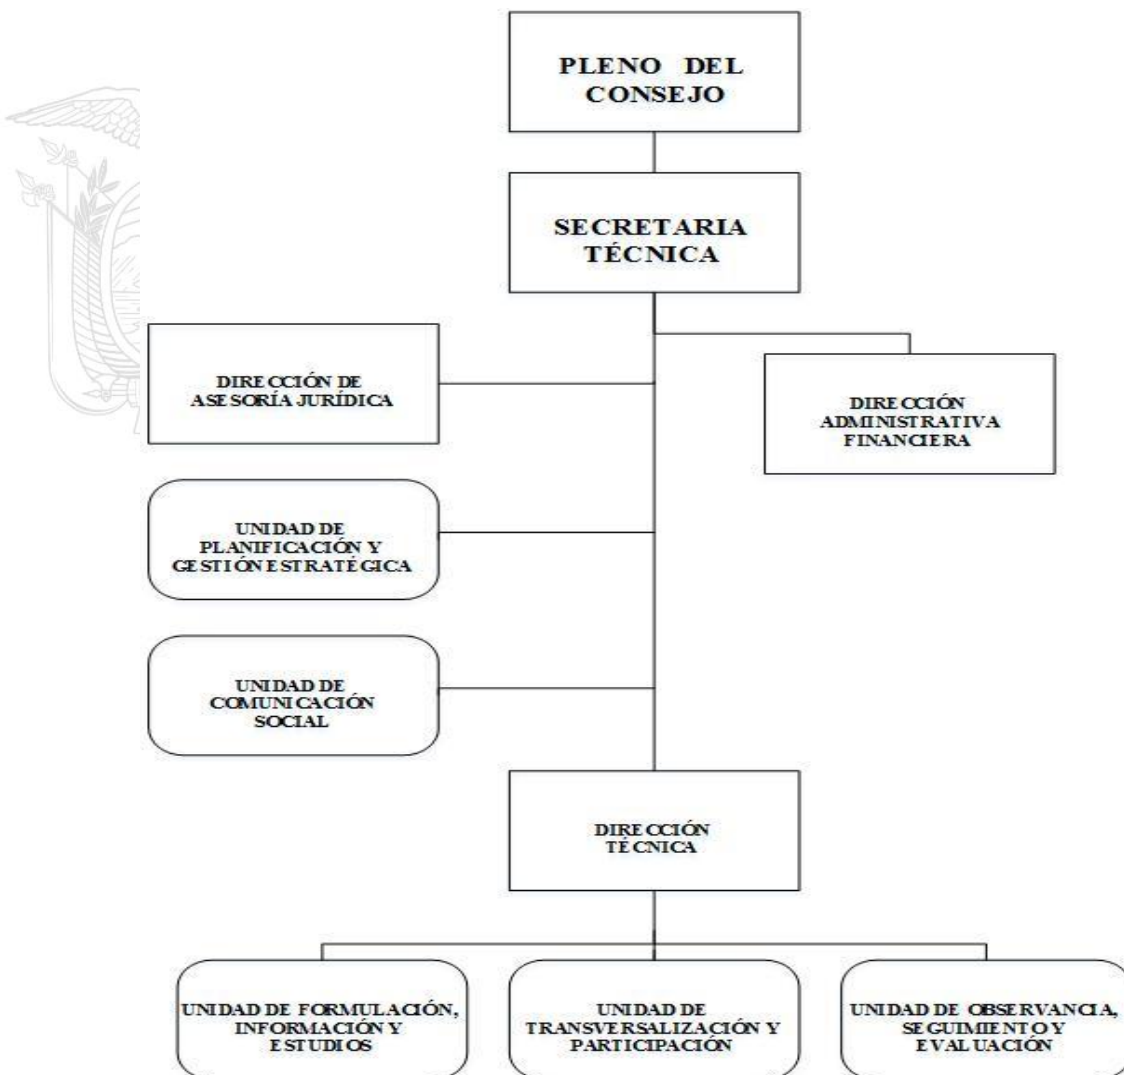 PLENO DEL
CONSEJO
SECRETARIA
TÉCNICA
DIRECCIÓN DE
ASESORÍA JURÍDICA
DIRECCIÓN
ADMINISTRATIVA
FINANCIERA
UNIDAD DE
PLANIFICACIÓN Y
GESTIÓN ESTRATÉGICA
UNIDAD DE
COMUNICACIÓN
SOCIAL
DIRECCIÓN
TÉCNICA
UNIDAD DE FORMULACIÓN,
INFORMACIÓN Y
ESTUDIOS
UNIDAD DE
TRANSVERSALIZACIÓN Y
PARTICIPACIÓN
UNIDAD DE OBSERVANCIA,
SEGUIMIENTO Y
EVALUACIÓN